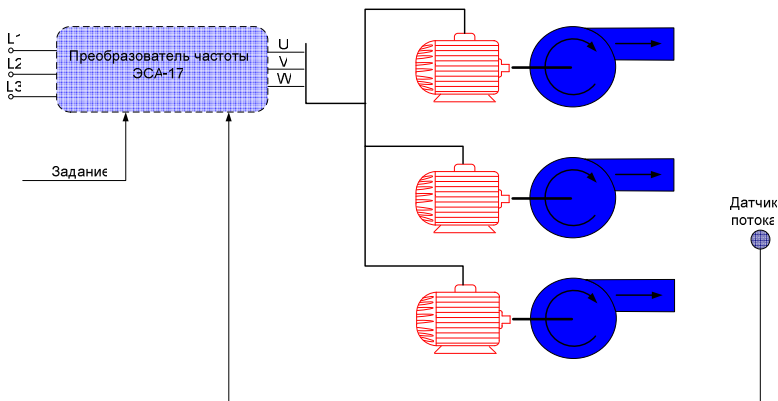 L1
L2
L3
Преобразователь частоты
ЭСА-17
U
V
W
Задание
Датчик
потока